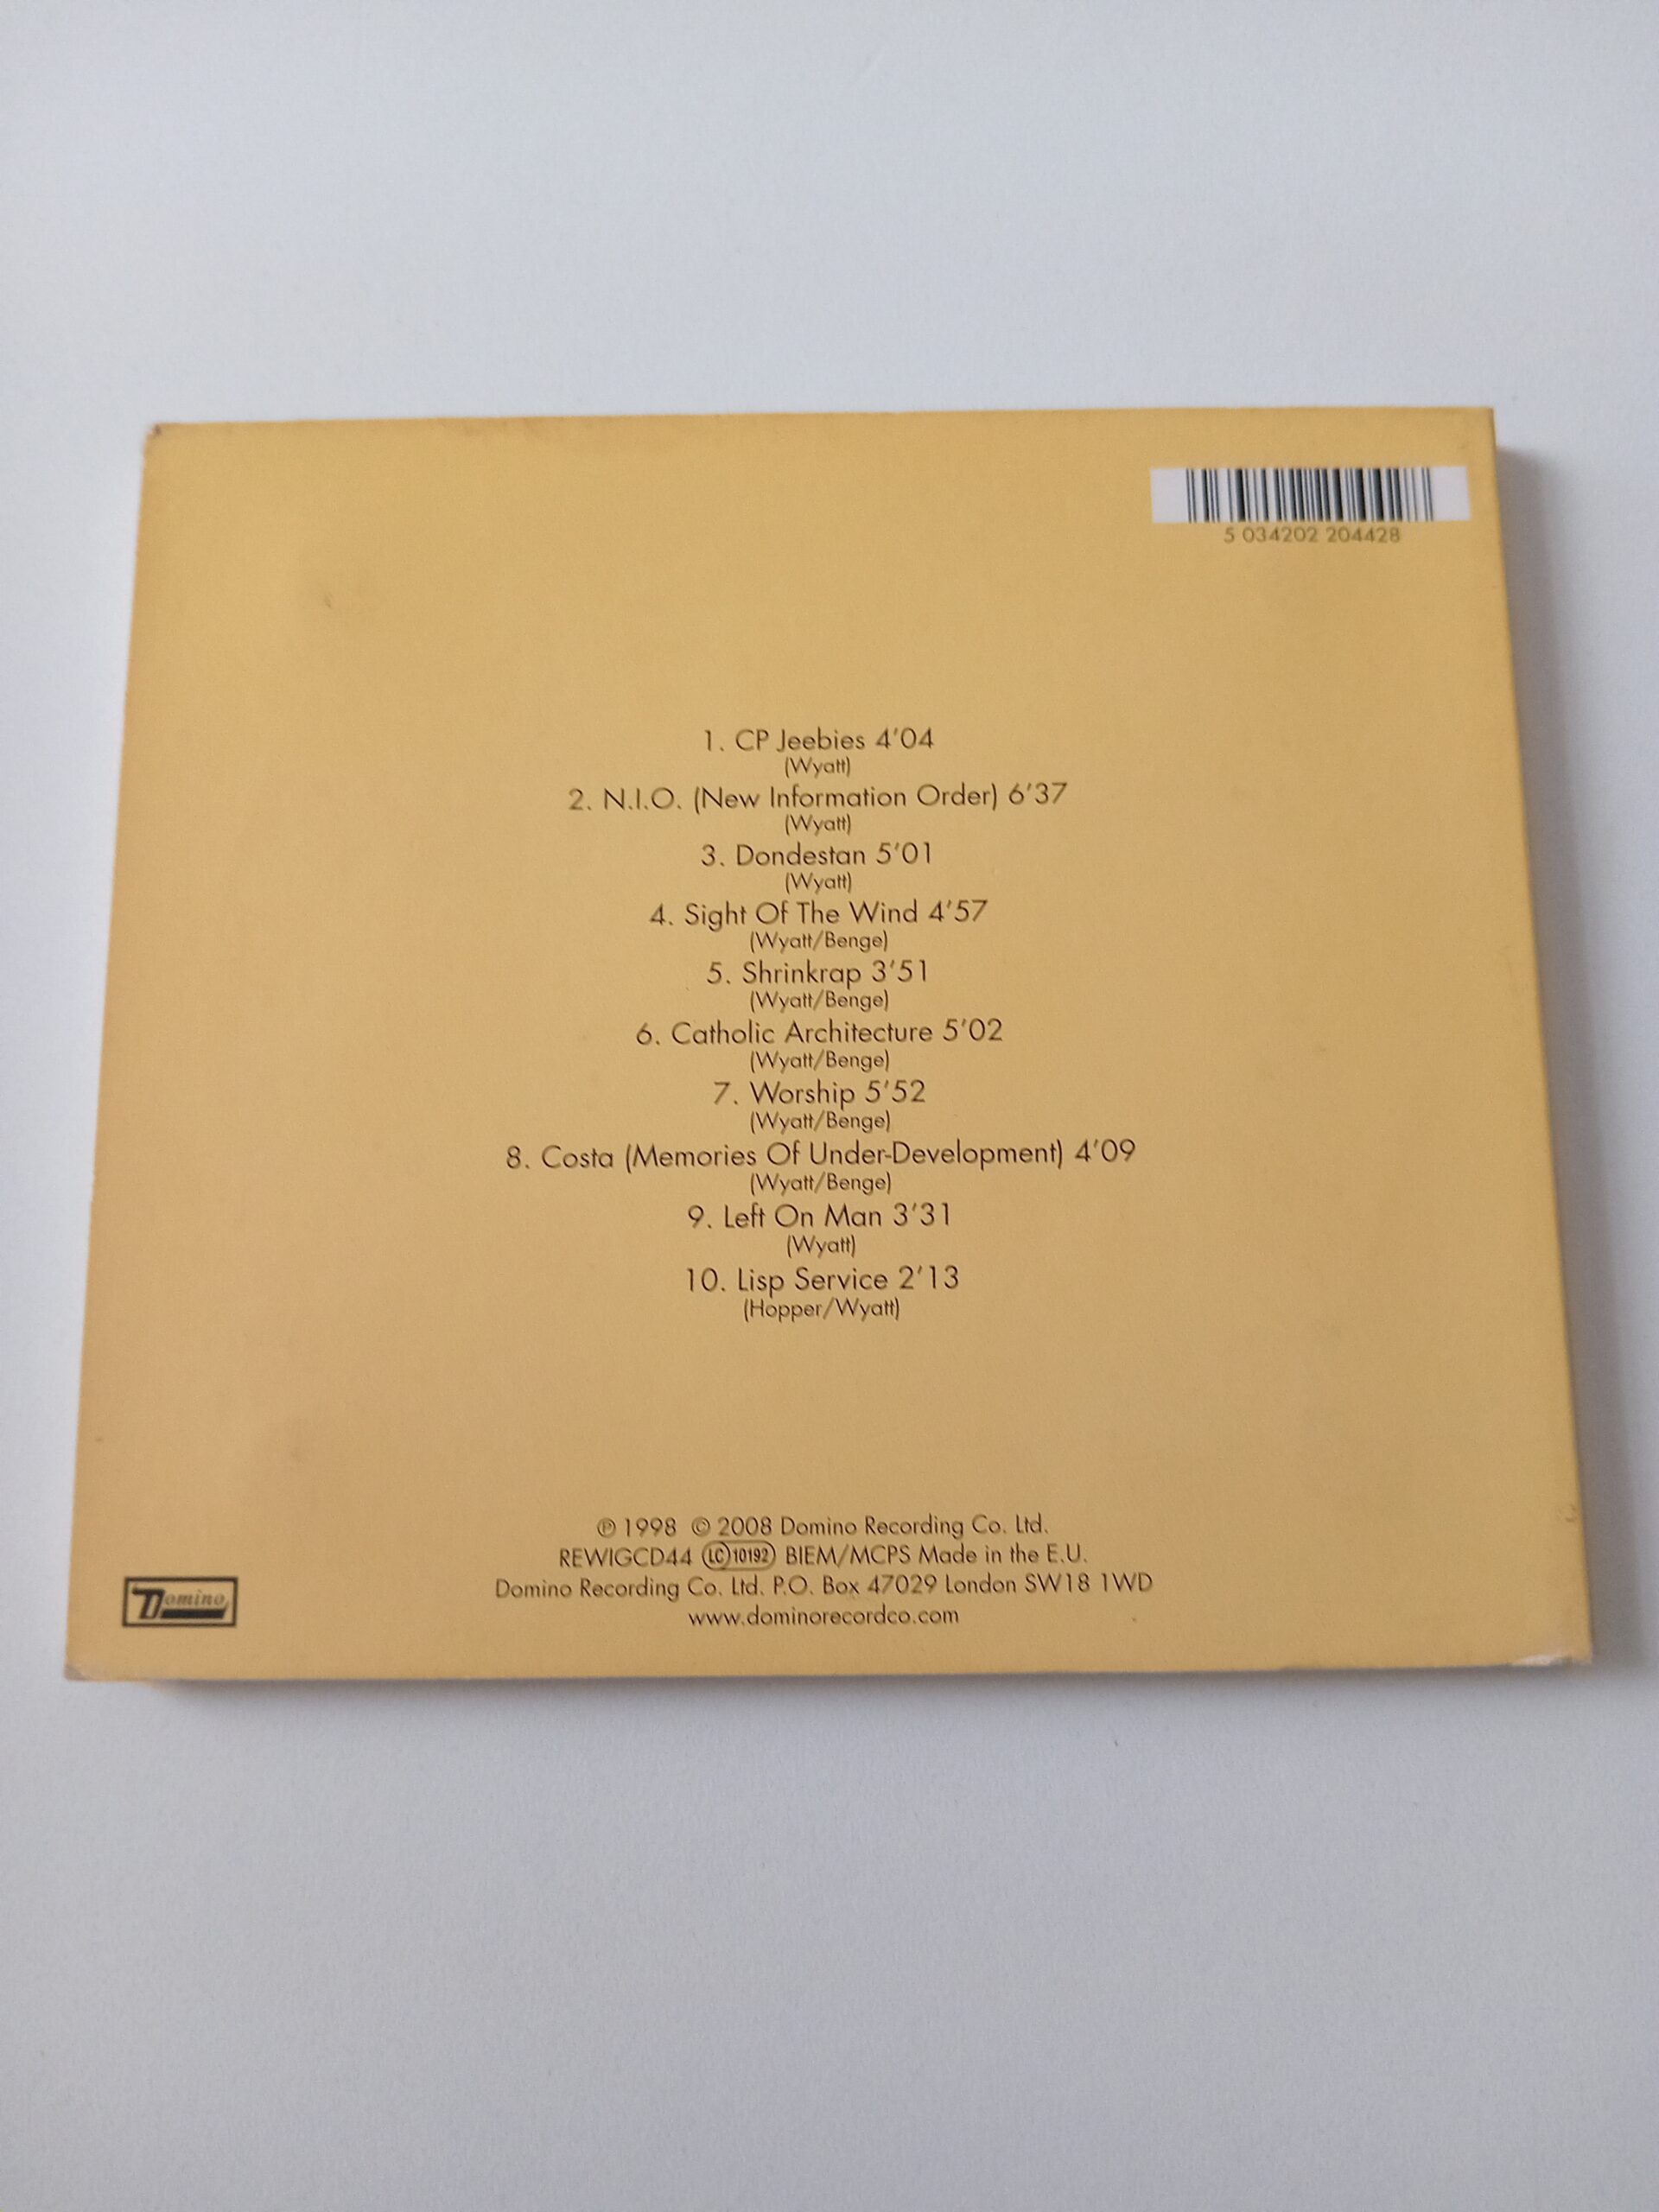 5 034202 204428
1. CP Jeebies 4'04
(Wyatt)
2. N.I.O. (New Information Order) 6'37
(Wyatt)
3. Dondestan 5'01
(Wyatt)
4. Sight Of The Wind 4'57
(Wyatt/Benge)
5. Shrinkrap 3'51
(Wyatt/Benge)
6. Catholic Architecture 5'02
(Wyatt/Benge)
7. Worship 5'52
(Wyatt/Benge)
8. Costa (Memories Of Under-Development) 4'09
(Wyatt/Benge)
9. Left On Man 3'31
(Wyatt)
10. Lisp Service 2'13
(Hopper/Wyatt)
℗ 1998 © 2008 Domino Recording Co. Ltd.
REWIGCD44 LC 10192 BIEM/MCPS Made in the E.U.
Domino Recording Co. Ltd. P.O. Box 47029 London SW18 1WD
www.dominorecordco.com
Domino